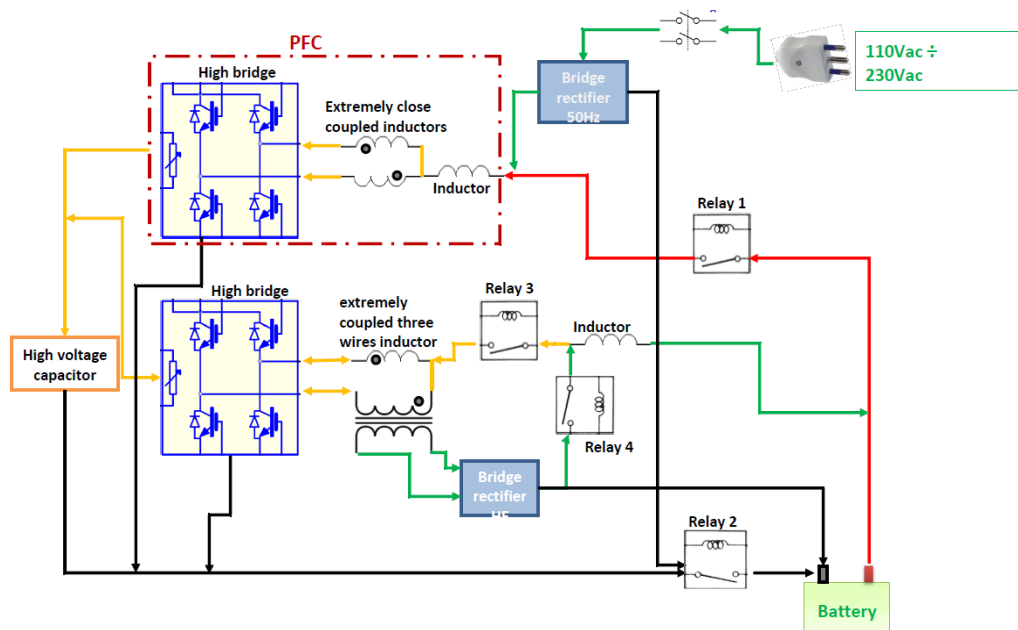 PFC
110Vac ÷
230Vac
High bridge
Bridge
rectifier
50Hz
Extremely close
coupled inductors
Inductor
Relay 1
High bridge
extremely
coupled three
wires inductor
Relay 3
Inductor
High voltage
capacitor
Relay 4
Bridge
rectifier
HF
Relay 2
Battery